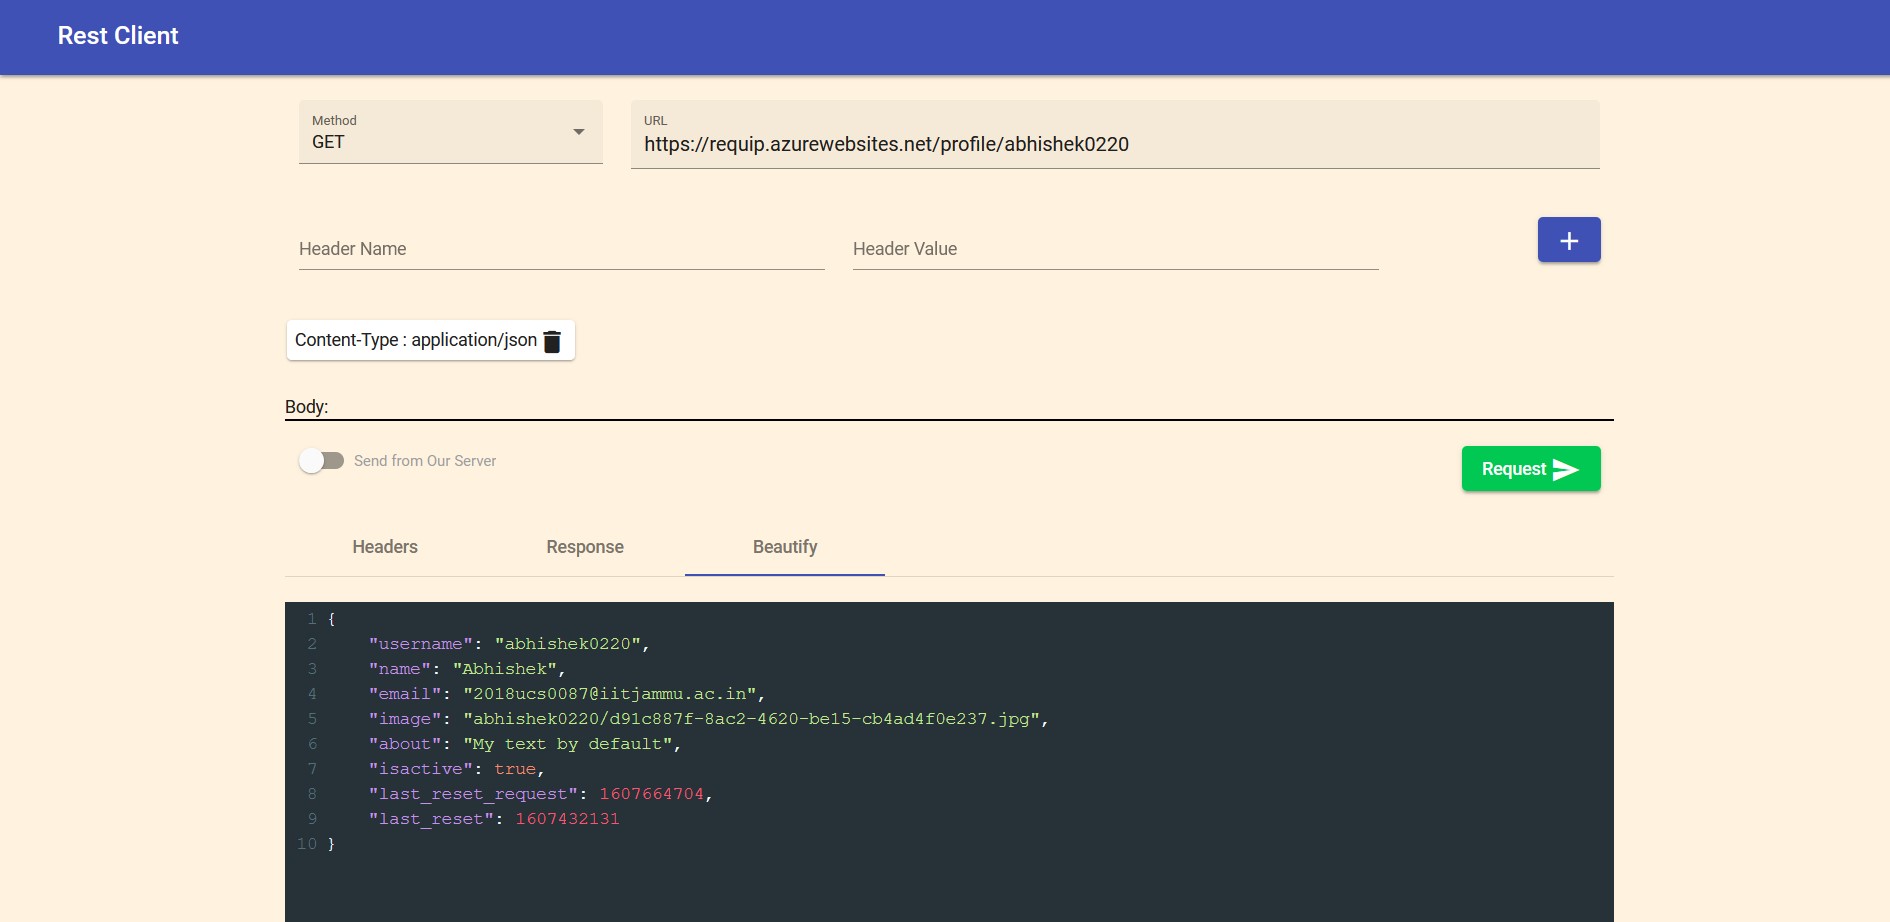 Rest Client
Method
GET
URL
https://requip.azurewebsites.net/profile/abhishek0220
Header Name
Header Value
Content-Type : application/json
Body:
Send from Our Server
Request
Headers Response Beautify
1 {
2 "username": "abhishek0220",
3 "name": "Abhishek",
4 "email": "2018ucs0087@iitjammu.ac.in",
5 "image": "abhishek0220/d91c887f-8ac2-4620-be15-cb4ad4f0e237.jpg",
6 "about": "My text by default",
7 "isactive": true,
8 "last_reset_request": 1607664704,
9 "last_reset": 1607432131
10 }